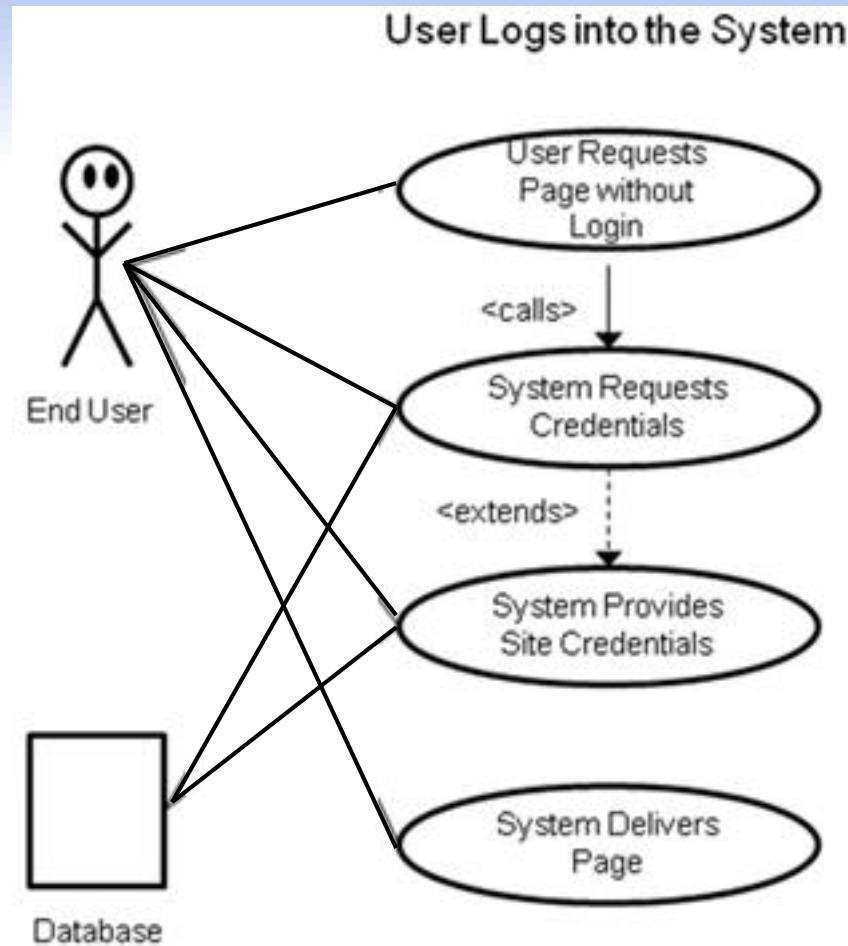 User Logs into the System
User Requests
Page without
Login
<calls>
System Requests
Credentials
End User
<extends>
System Provides
Site Credentials
System Delivers
Page
Database